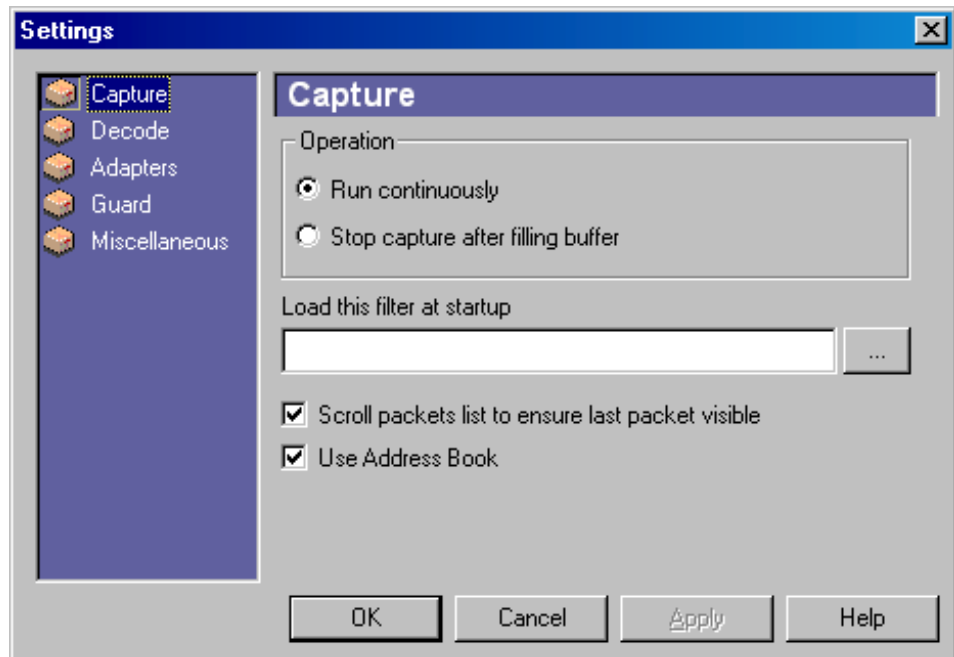 Settings
Capture
Decode
Adapters
Guard
Miscellaneous
Capture
Operation
Run continuously
Stop capture after filling buffer
Load this filter at startup
...
Scroll packets list to ensure last packet visible
Use Address Book
OK
Cancel
Apply
Help